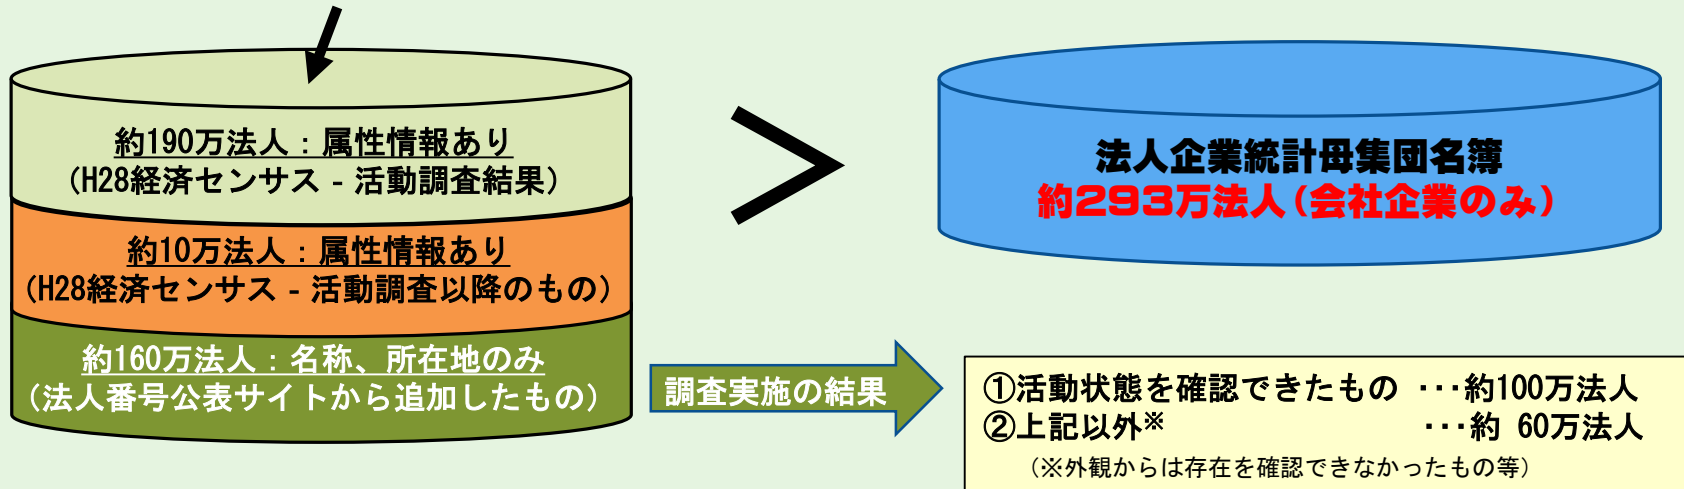 約190万法人：属性情報あり
（H28経済センサス‐活動調査結果）
約10万法人：属性情報あり
（H28経済センサス‐活動調査以降のもの）
約160万法人：名称、所在地のみ
（法人番号公表サイトから追加したもの）
＞
法人企業統計母集団名簿
約293万法人（会社企業のみ）
調査実施の結果
①活動状態を確認できたもの ･･･約100万法人
②上記以外※ ･･･約 60万法人
（※外観からは存在を確認できなかったもの等）